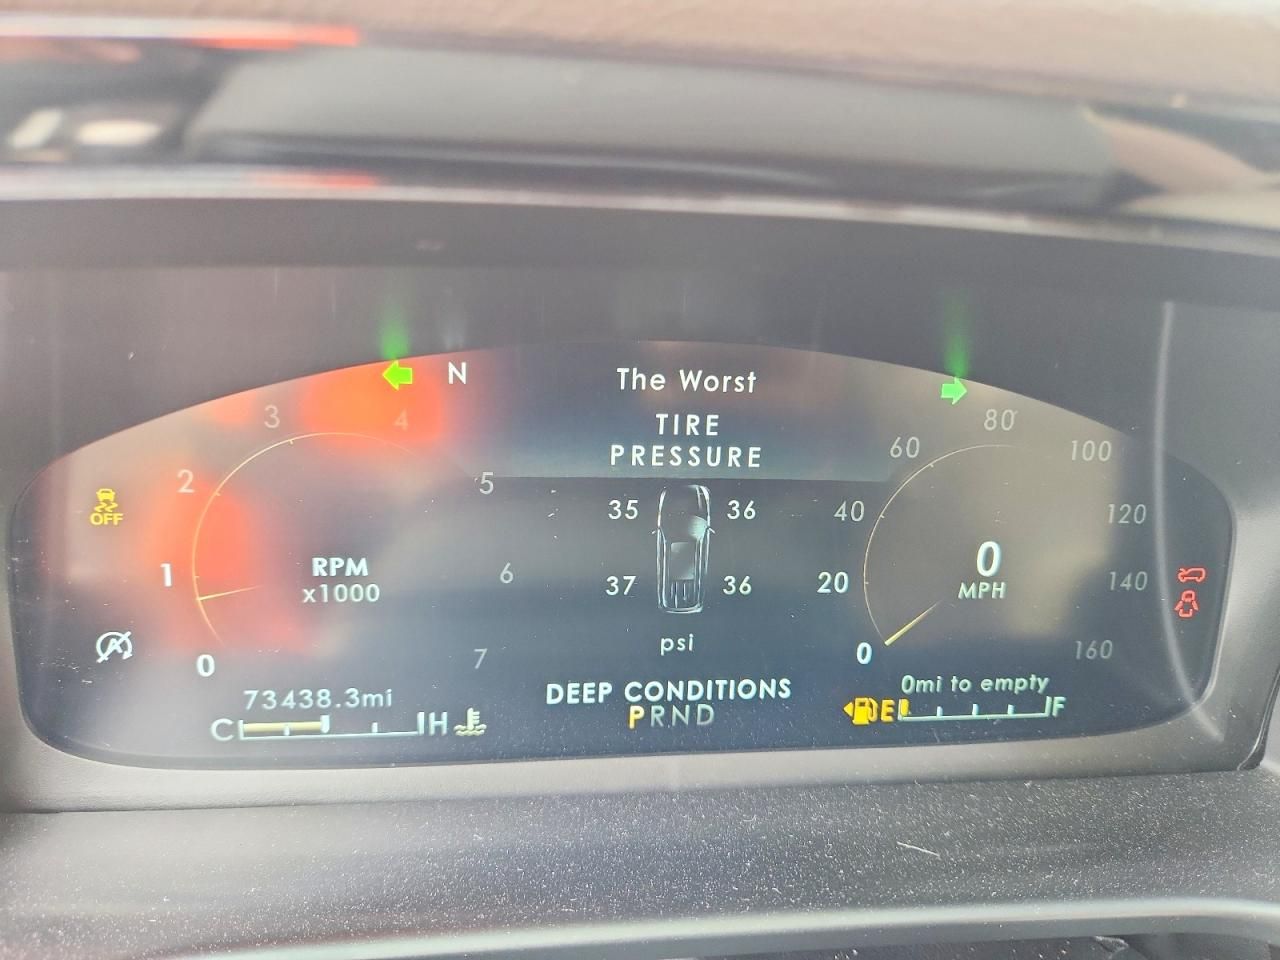 N
The Worst
TIRE
PRESSURE
35 36
37 36
psi
DEEP CONDITIONS
PRND
OFF
0
1
2
3
4
5
6
7
RPM
x1000
73438.3mi
C H
0
20
40
60
80
100
120
140
160
0
MPH
0mi to empty
E F